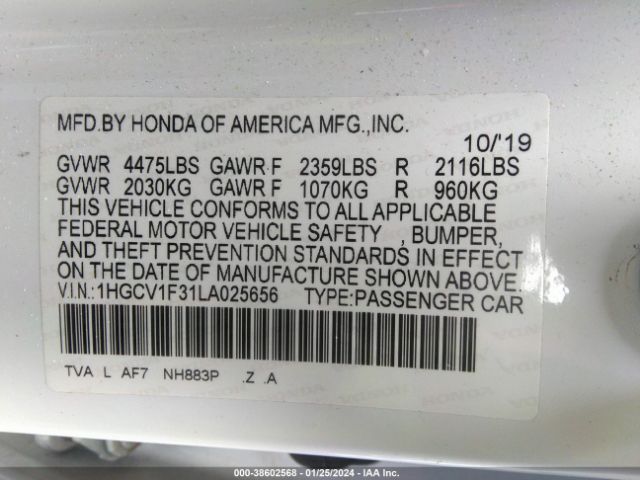 MFD.BY HONDA OF AMERICA MFG.,INC.
10/'19
GVWR 4475LBS GAWR F 2359LBS R 2116LBS
GVWR 2030KG GAWR F 1070KG R 960KG
THIS VEHICLE CONFORMS TO ALL APPLICABLE
FEDERAL MOTOR VEHICLE SAFETY , BUMPER,
AND THEFT PREVENTION STANDARDS IN EFFECT
ON THE DATE OF MANUFACTURE SHOWN ABOVE.
V.I.N.:1HGCV1F31LA025656 TYPE:PASSENGER CAR
TVA L AF7 NH883P .Z .A
000-38602568 - 01/25/2024 - IAA Inc.